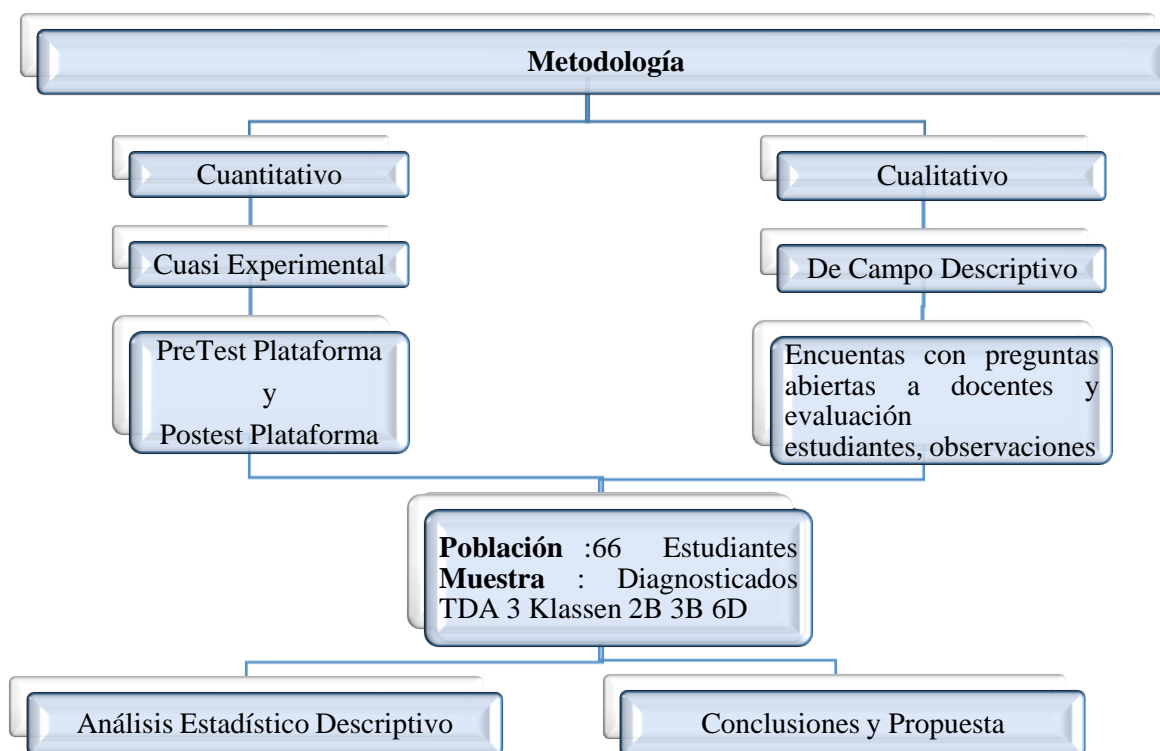 Metodología
Cuantitativo
Cualitativo
Cuasi Experimental
De Campo Descriptivo
PreTest Plataforma
y
Postest Plataforma
Encuentas con preguntas
abiertas a docentes y
evaluación
estudiantes, observaciones
Población :66 Estudiantes
Muestra : Diagnosticados
TDA 3 Klassen 2B 3B 6D
Análisis Estadístico Descriptivo
Conclusiones y Propuesta